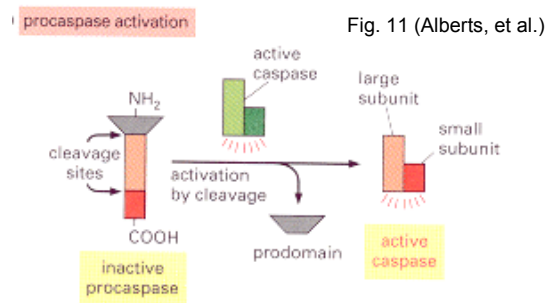 procaspase activation
Fig. 11 (Alberts, et al.)
active
caspase
NH2
cleavage
sites
COOH
inactive
procaspase
activation
by cleavage
prodomain
large
subunit
small
subunit
active
caspase